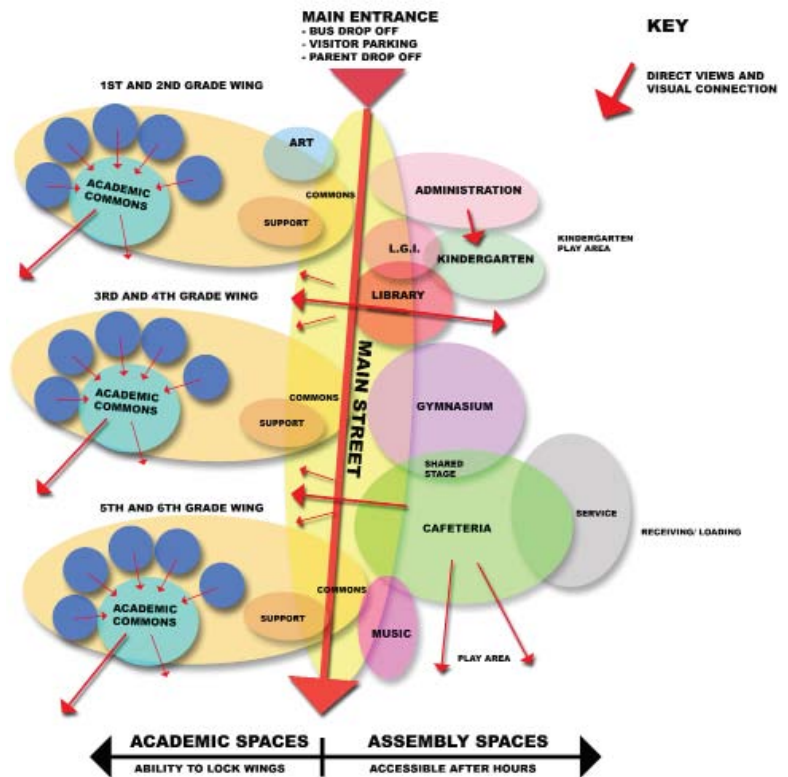 MAIN ENTRANCE
- BUS DROP OFF
- VISITOR PARKING
- PARENT DROP OFF
KEY
DIRECT VIEWS AND
VISUAL CONNECTION
1ST AND 2ND GRADE WING
ART
ACADEMIC
COMMONS
COMMONS
SUPPORT
ADMINISTRATION
L.G.I.
KINDERGARTEN
KINDERGARTEN
PLAY AREA
LIBRARY
3RD AND 4TH GRADE WING
MAIN STREET
ACADEMIC
COMMONS
COMMONS
SUPPORT
GYMNASIUM
SHARED
STAGE
5TH AND 6TH GRADE WING
CAFETERIA
SERVICE
RECEIVING/ LOADING
ACADEMIC
COMMONS
COMMONS
SUPPORT
MUSIC
PLAY AREA
ACADEMIC SPACES
ASSEMBLY SPACES
ABILITY TO LOCK WINGS
ACCESSIBLE AFTER HOURS